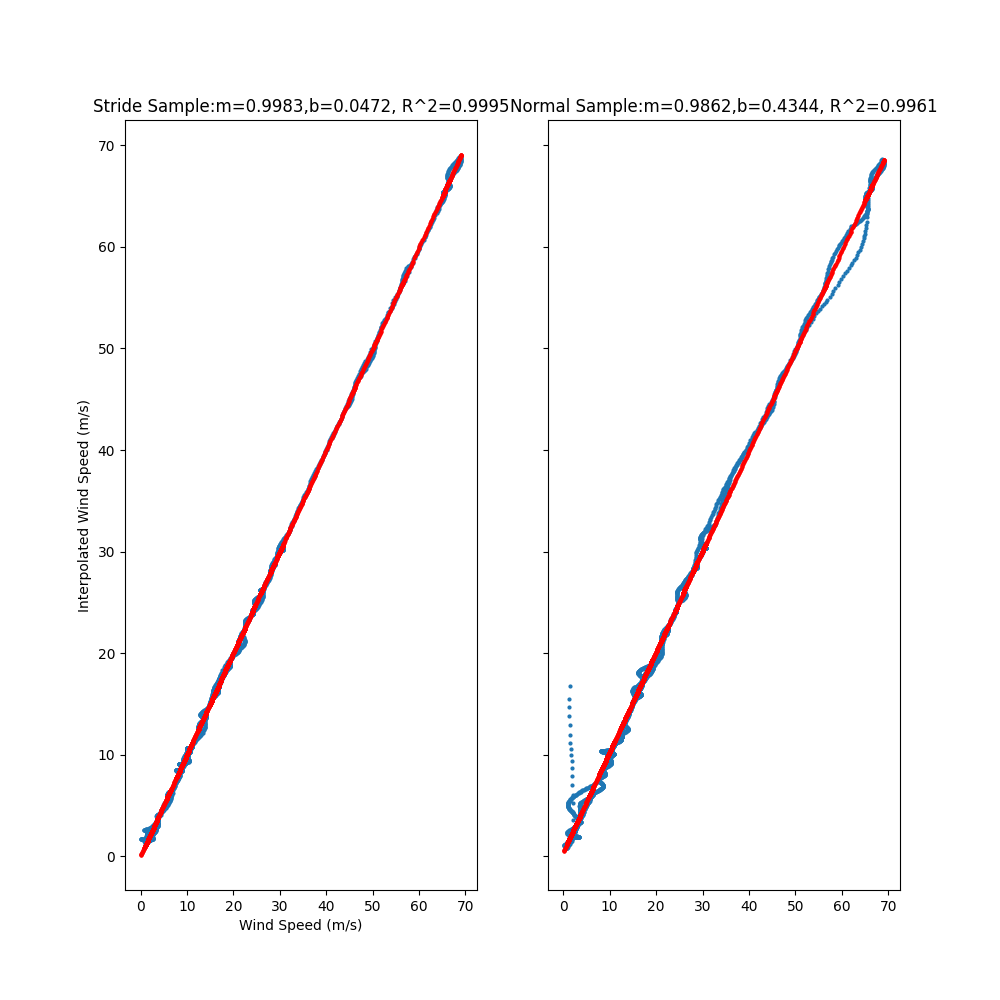 Stride Sample:m=0.9983,b=0.0472, R^2=0.9995
Normal Sample:m=0.9862,b=0.4344, R^2=0.9961
Interpolated Wind Speed (m/s)
70
60
50
40
30
20
10
0
0 10 20 30 40 50 60 70
Wind Speed (m/s)
0 10 20 30 40 50 60 70